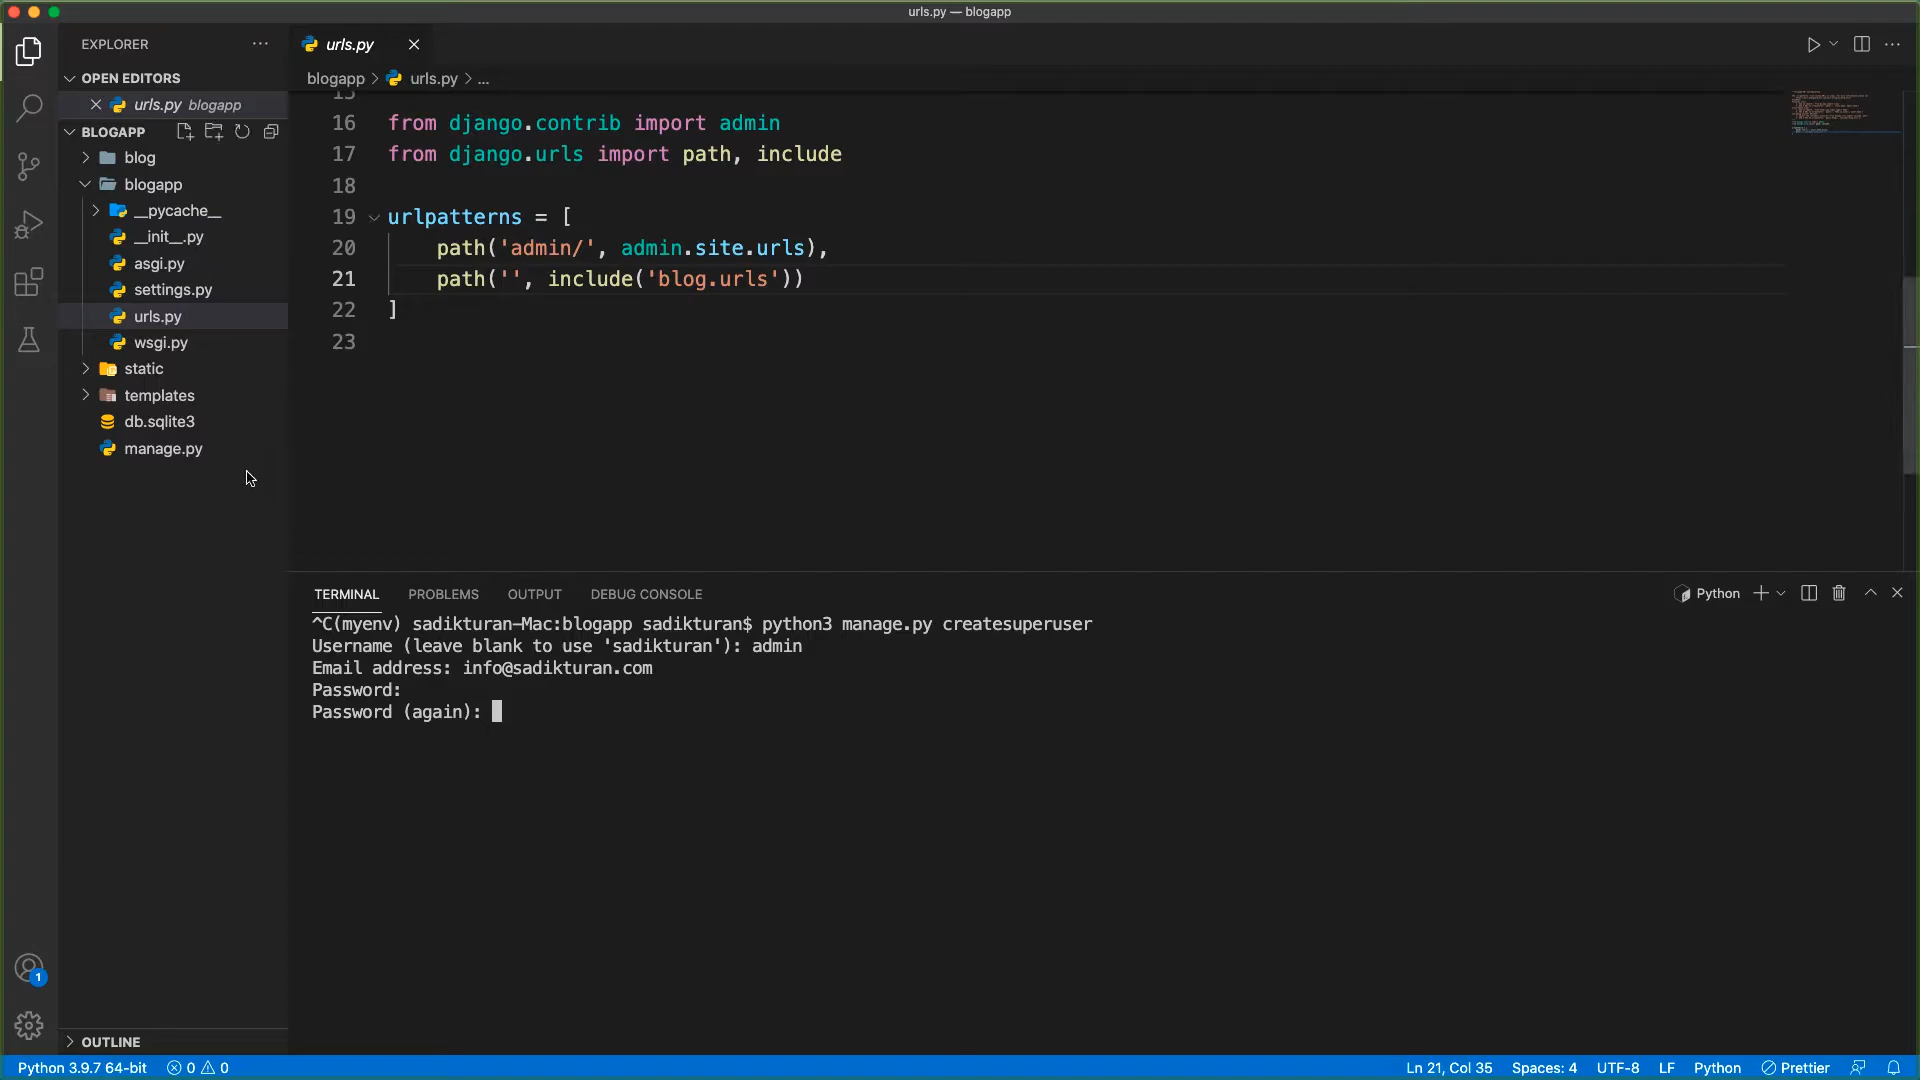 urls.py — blogapp
EXPLORER
OPEN EDITORS
urls.py blogapp
BLOGAPP
blog
blogapp
__pycache__
__init__.py
asgi.py
settings.py
urls.py
wsgi.py
static
templates
db.sqlite3
manage.py
OUTLINE
urls.py
blogapp > urls.py > ...
15
16 from django.contrib import admin
17 from django.urls import path, include
18
19 urlpatterns = [
20 path('admin/', admin.site.urls),
21 path('', include('blog.urls'))
22 ]
23
TERMINAL PROBLEMS OUTPUT DEBUG CONSOLE
Python
^C(myenv) sadikturan-Mac:blogapp sadikturan$ python3 manage.py createsuperuser
Username (leave blank to use 'sadikturan'): admin
Email address: info@sadikturan.com
Password:
Password (again):
1
Python 3.9.7 64-bit 0 0 Ln 21, Col 35 Spaces: 4 UTF-8 LF Python Prettier